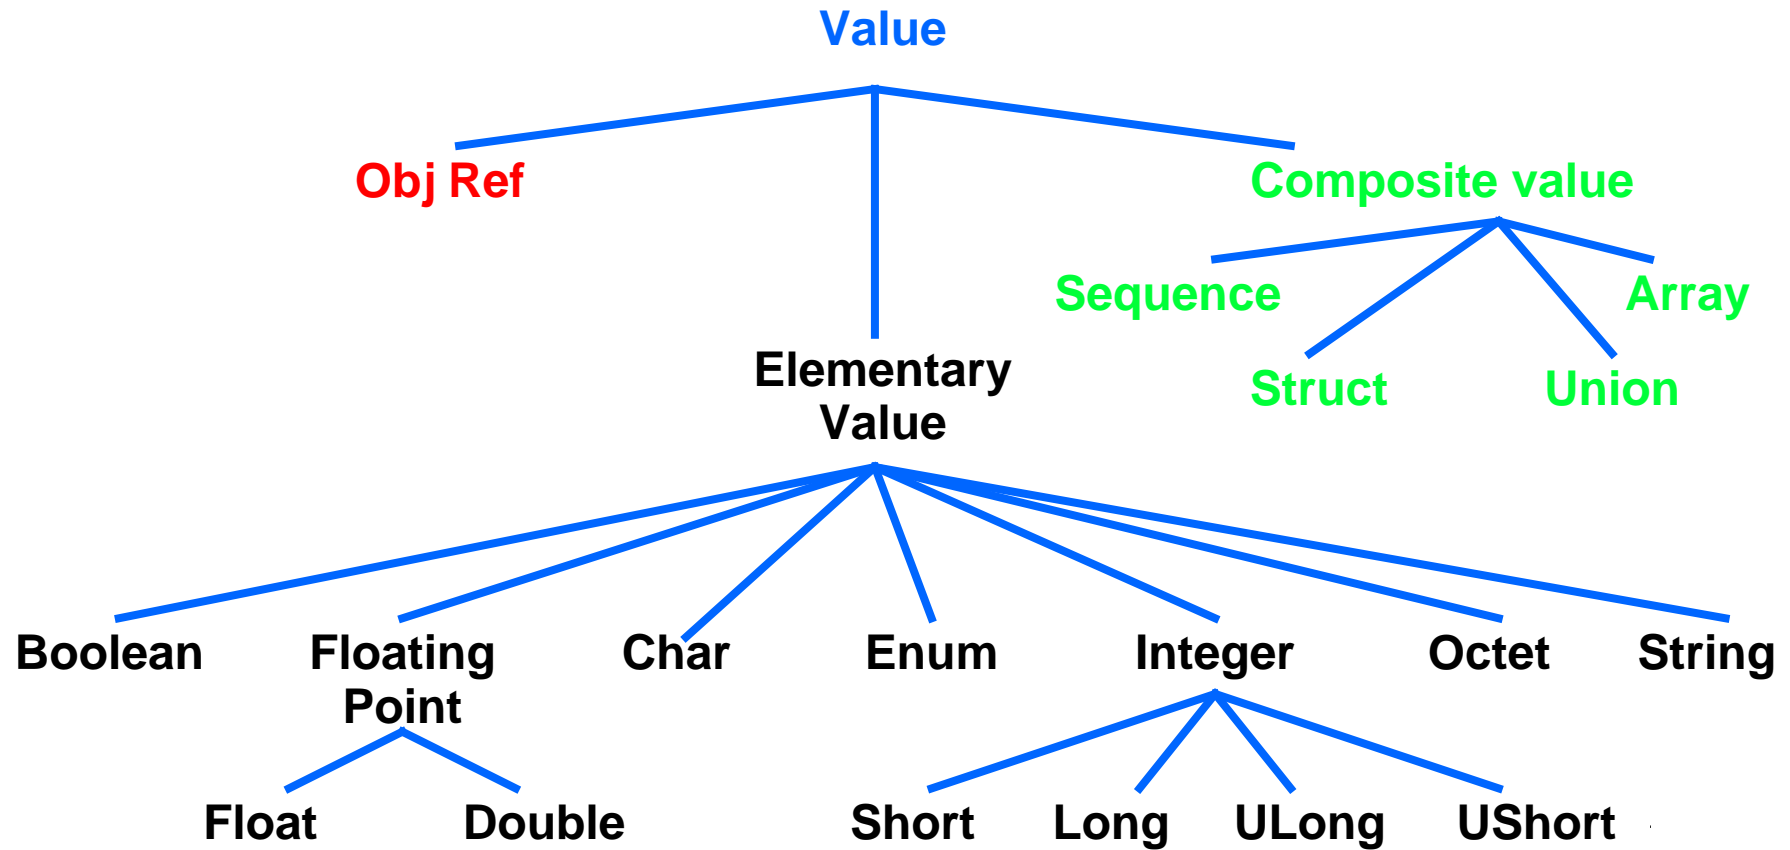 Value
Obj Ref
Composite value
Sequence
Array
Struct
Union
Elementary
Value
Boolean
Floating
Point
Char
Enum
Integer
Octet
String
Float
Double
Short
Long
ULong
UShort